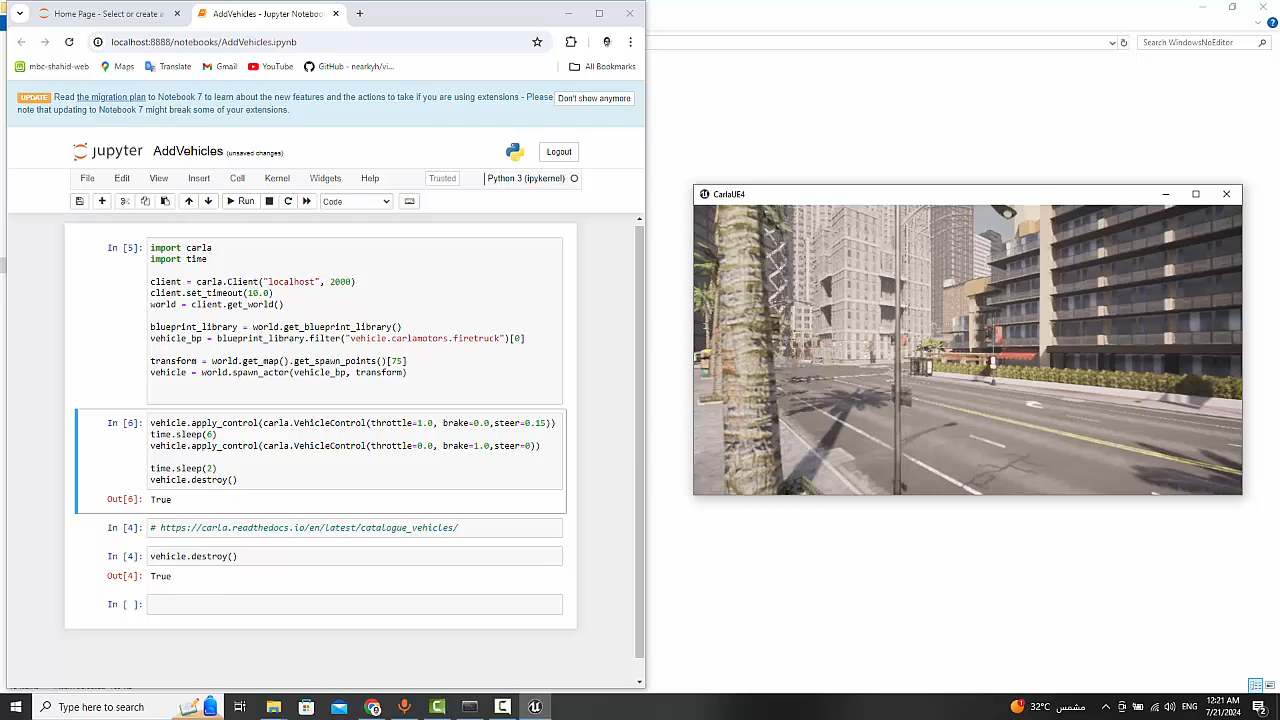 Home Page - Select or create a
AddVehicles - Jupyter Notebook
localhost:8888/notebooks/AddVehicles.ipynb
Search WindowsNoEditor
mbc-shahid-web
Maps
Translate
Gmail
YouTube
GitHub - nearkyh/vi...
All Bookmarks
UPDATE Read the migration plan to Notebook 7 to learn about the new features and the actions to take if you are using extensions - Please
note that updating to Notebook 7 might break some of your extensions.
Don't show anymore
jupyter AddVehicles (unsaved changes)
Logout
File Edit View Insert Cell Kernel Widgets Help
Trusted
Python 3 (ipykernel)
Run
Code
CarlaUE4
In [5]: import carla
import time
client = carla.Client("localhost", 2000)
client.set_timeout(10.0)
world = client.get_world()
blueprint_library = world.get_blueprint_library()
vehicle_bp = blueprint_library.filter("vehicle.carlamotors.firetruck")[0]
transform = world.get_map().get_spawn_points()[75]
vehicle = world.spawn_actor(vehicle_bp, transform)
In [6]: vehicle.apply_control(carla.VehicleControl(throttle=1.0, brake=0.0,steer=0.15))
time.sleep(6)
vehicle.apply_control(carla.VehicleControl(throttle=0.0, brake=1.0,steer=0))
time.sleep(2)
vehicle.destroy()
Out[6]: True
In [4]: # https://carla.readthedocs.io/en/latest/catalogue_vehicles/
In [4]: vehicle.destroy()
Out[4]: True
In [ ]:
Type here to search
32°C مشمس
12:21 AM
7/21/2024